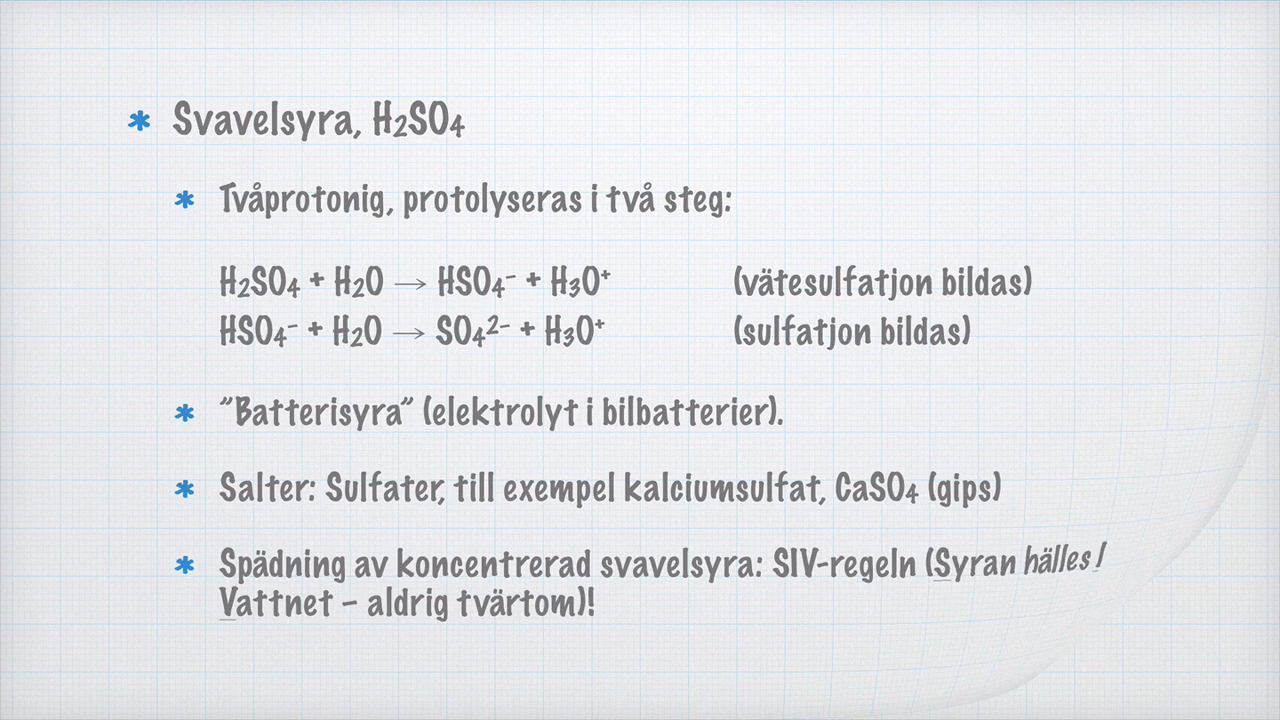 * Svavelsyra, H₂SO₄
* Tvåprotonig, protolyseras i två steg:
H₂SO₄ + H₂O → HSO₄⁻ + H₃O⁺ (vätesulfatjon bildas)
HSO₄⁻ + H₂O → SO₄²⁻ + H₃O⁺ (sulfatjon bildas)
* ”Batterisyra” (elektrolyt i bilbatterier).
* Salter: Sulfater, till exempel kalciumsulfat, CaSO₄ (gips)
* Spädning av koncentrerad svavelsyra: SIV-regeln (Syran hälles I
Vattnet – aldrig tvärtom)!